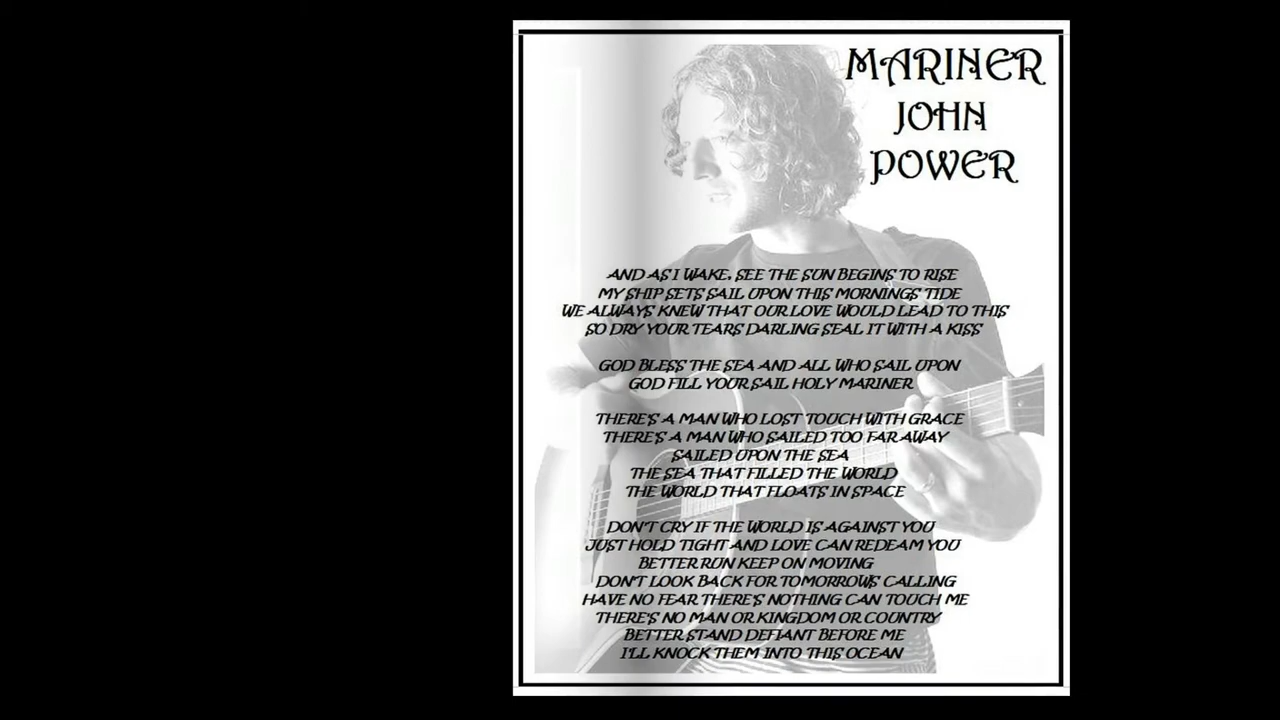 MARINER
JOHN
POWER
AND AS I WAKE, SEE THE SUN BEGINS TO RISE
MY SHIP SETS SAIL UPON THIS MORNINGS TIDE
WE ALWAYS KNEW THAT OUR LOVE WOULD LEAD TO THIS
SO DRY YOUR TEARS DARLING SEAL IT WITH A KISS
GOD BLESS THE SEA AND ALL WHO SAIL UPON
GOD FILL YOUR SAIL HOLY MARINER
THERE'S A MAN WHO LOST TOUCH WITH GRACE
THERE'S A MAN WHO SAILED TOO FAR AWAY
SAILED UPON THE SEA
THE SEA THAT FILLED THE WORLD
THE WORLD THAT FLOATS IN SPACE
DON'T CRY IF THE WORLD IS AGAINST YOU
JUST HOLD TIGHT AND LOVE CAN REDEAM YOU
BETTER RUN KEEP ON MOVING
DON'T LOOK BACK FOR TOMORROWS CALLING
HAVE NO FEAR THERE'S NOTHING CAN TOUCH ME
THERE'S NO MAN OR KINGDOM OR COUNTRY
BETTER STAND DEFIANT BEFORE ME
I'LL KNOCK THEM INTO THIS OCEAN